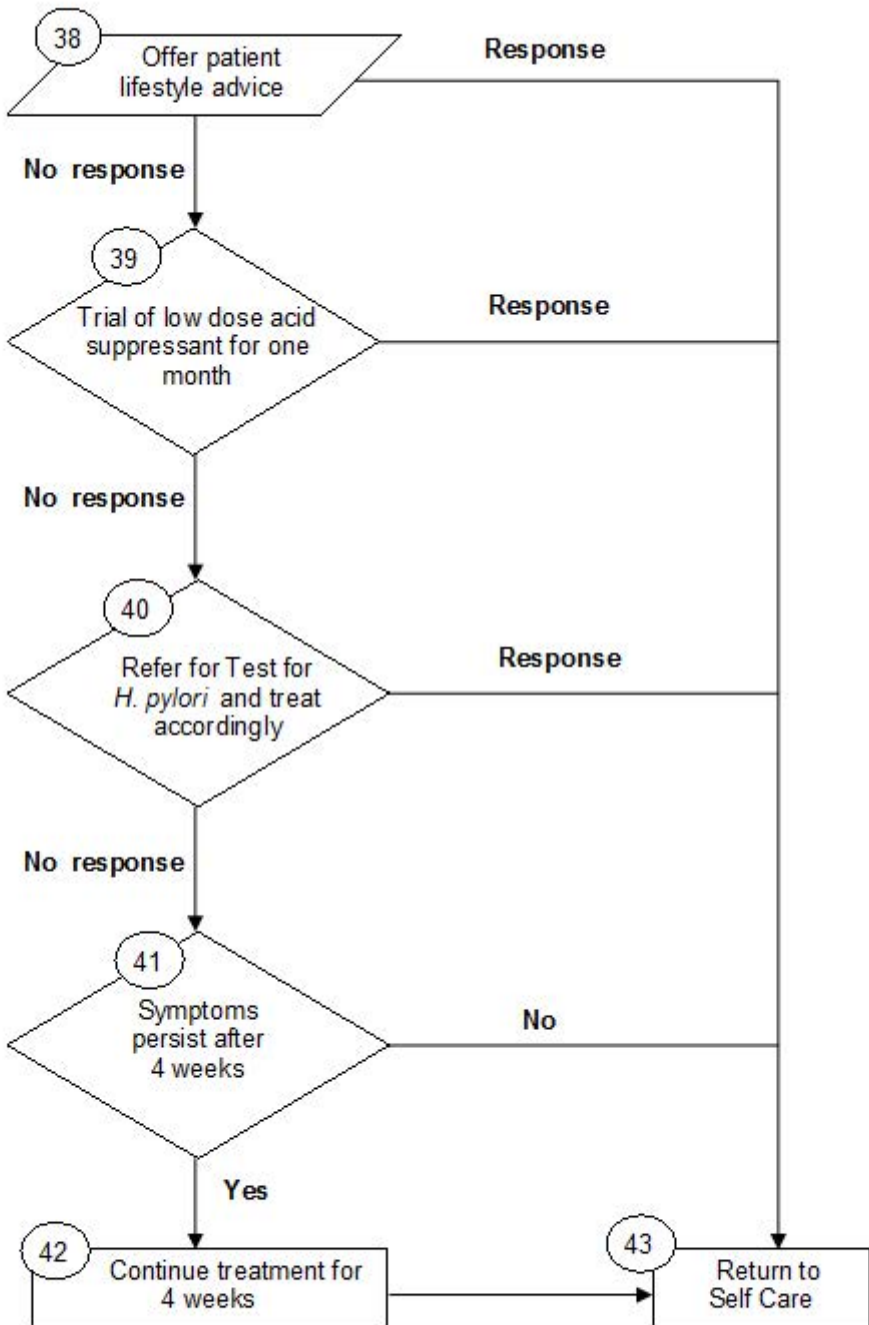 38
Offer patient
lifestyle advice
Response
No response
39
Trial of low dose acid
suppressant for one
month
Response
No response
40
Refer for Test for
H. pylori and treat
accordingly
Response
No response
41
Symptoms
persist after
4 weeks
No
Yes
42
Continue treatment for
4 weeks
43
Return to
Self Care